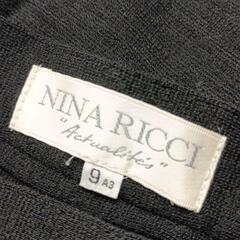 NINA RICCI
"Actualités"
9 A3